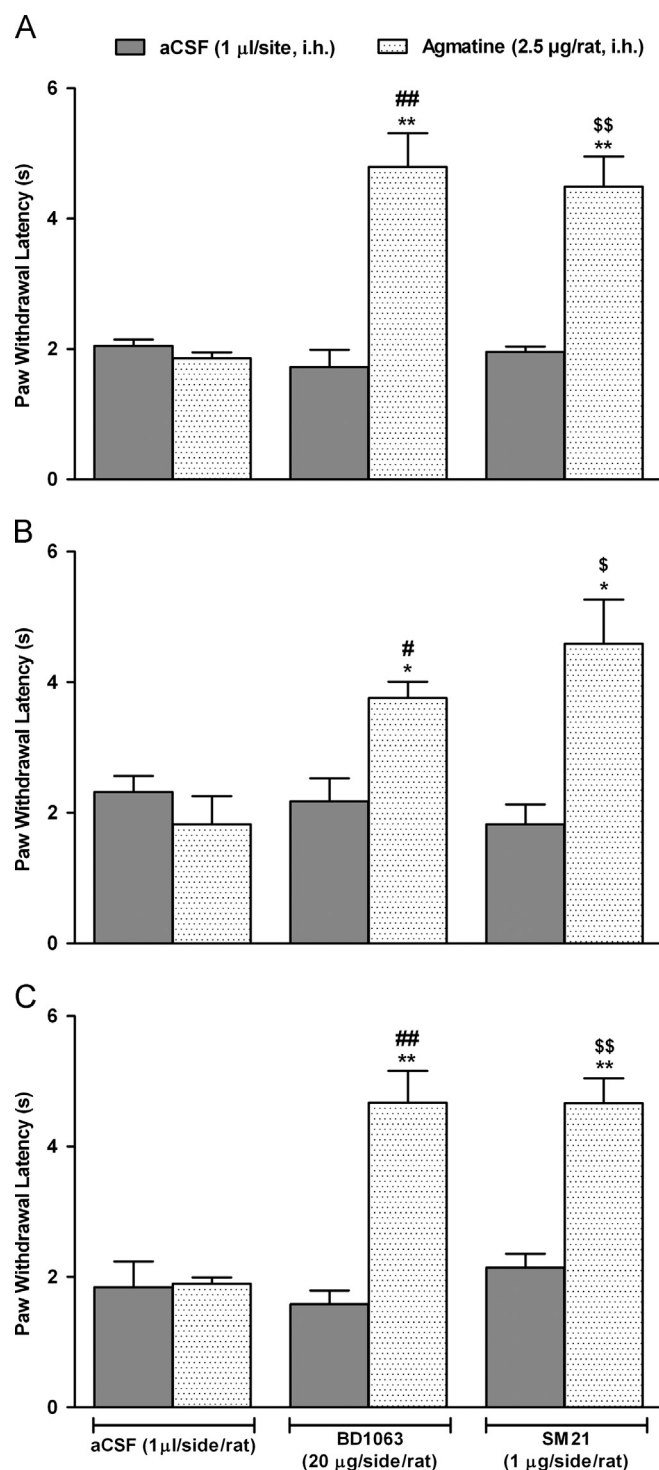 A
aCSF (1 μl/site, i.h.) Agmatine (2.5 μg/rat, i.h.)
Paw Withdrawal Latency (s)
6
4
2
0
##
**
$$
**
B
Paw Withdrawal Latency (s)
6
4
2
0
#
*
$
*
C
Paw Withdrawal Latency (s)
6
4
2
0
##
**
$$
**
aCSF (1μl/side/rat) BD1063 SM21
(20 μg/side/rat) (1 μg/side/rat)